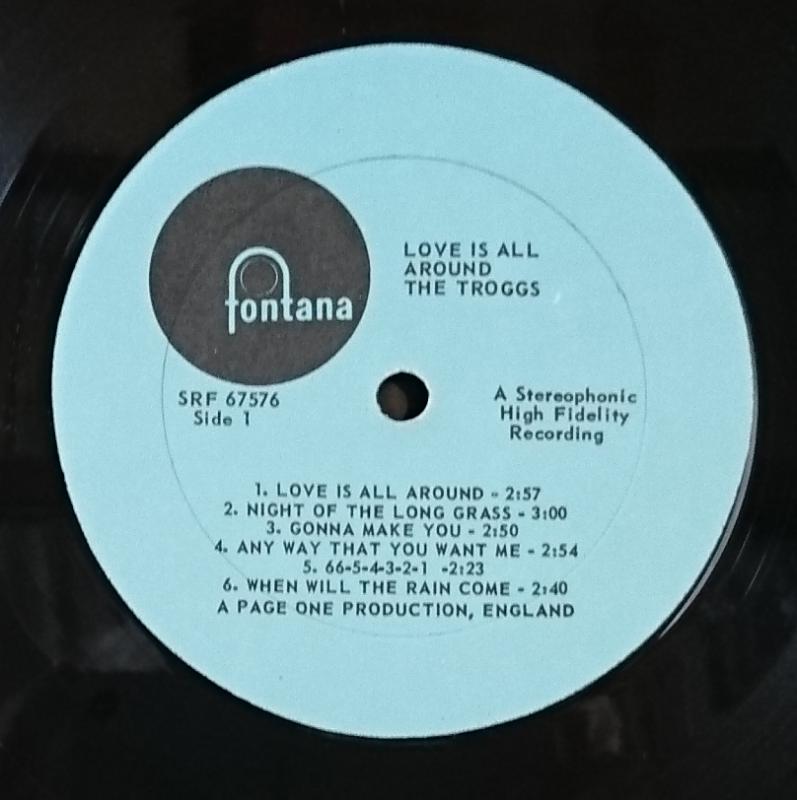 fontana
LOVE IS ALL
AROUND
THE TROGGS
SRF 67576
Side 1
A Stereophonic
High Fidelity
Recording
1. LOVE IS ALL AROUND - 2:57
2. NIGHT OF THE LONG GRASS - 3:00
3. GONNA MAKE YOU - 2:50
4. ANY WAY THAT YOU WANT ME - 2:54
5. 66-5-4-3-2-1 -2:23
6. WHEN WILL THE RAIN COME - 2:40
A PAGE ONE PRODUCTION, ENGLAND